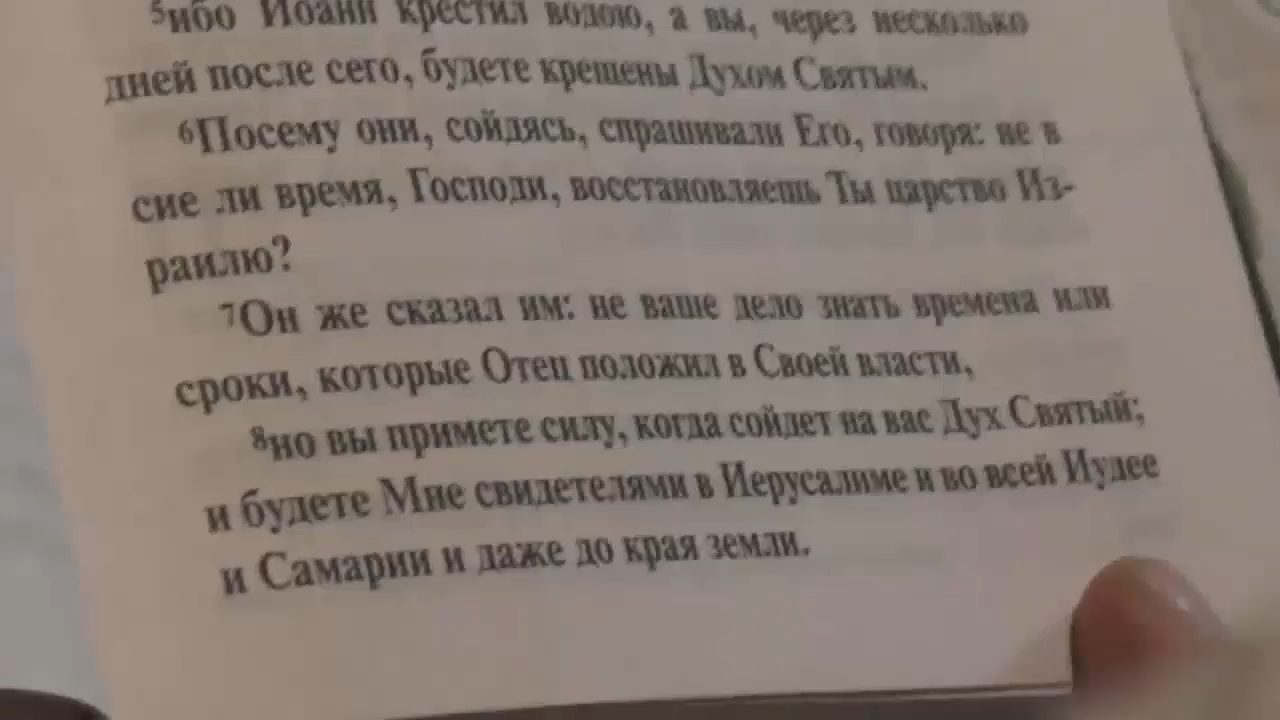 5ибо Иоанн крестил водою, а вы, через несколько
дней после сего, будете крещены Духом Святым.
6Посему они, сойдясь, спрашивали Его, говоря: не в
сие ли время, Господи, восстановляешь Ты царство Из-
раилю?
7Он же сказал им: не ваше дело знать времена или
сроки, которые Отец положил в Своей власти,
8но вы примете силу, когда сойдет на вас Дух Святый;
и будете Мне свидетелями в Иерусалиме и во всей Иудее
и Самарии и даже до края земли.